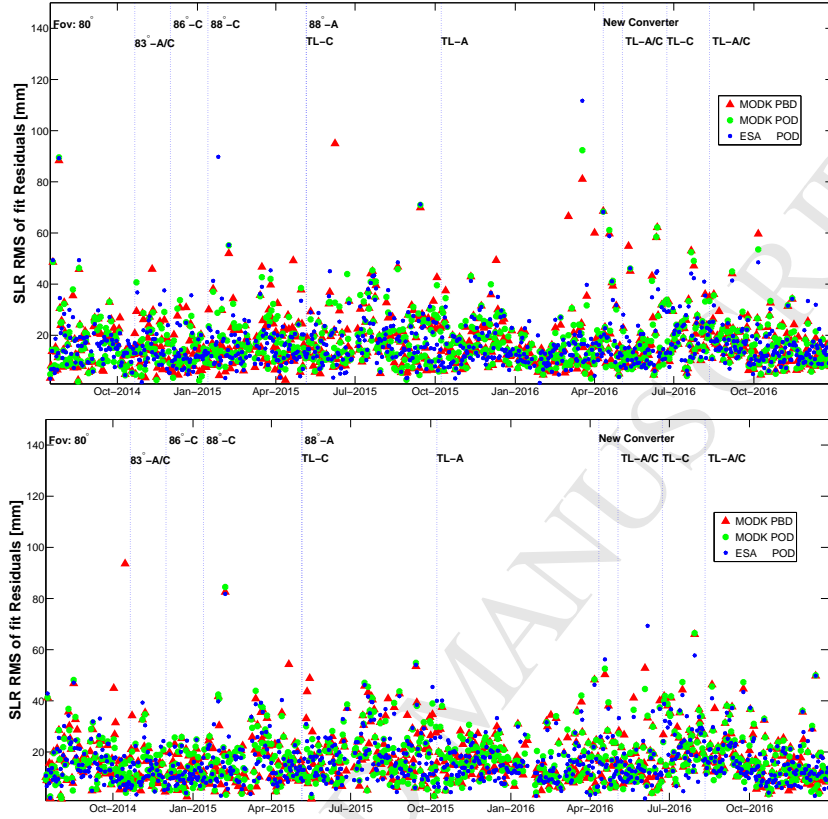 140
120
100
80
60
40
20
SLR RMS of fit Residuals [mm]
Fov: 80°
86°-C
88°-C
88°-A
New Converter
83°-A/C
TL-C
TL-A
TL-A/C
TL-C
TL-A/C
MODK PBD
MODK POD
ESA POD
Oct-2014
Jan-2015
Apr-2015
Jul-2015
Oct-2015
Jan-2016
Apr-2016
Jul-2016
Oct-2016
140
120
100
80
60
40
20
SLR RMS of fit Residuals [mm]
Fov: 80°
86°-C
88°-C
88°-A
New Converter
83°-A/C
TL-C
TL-A
TL-A/C
TL-C
TL-A/C
MODK PBD
MODK POD
ESA POD
Oct-2014
Jan-2015
Apr-2015
Jul-2015
Oct-2015
Jan-2016
Apr-2016
Jul-2016
Oct-2016